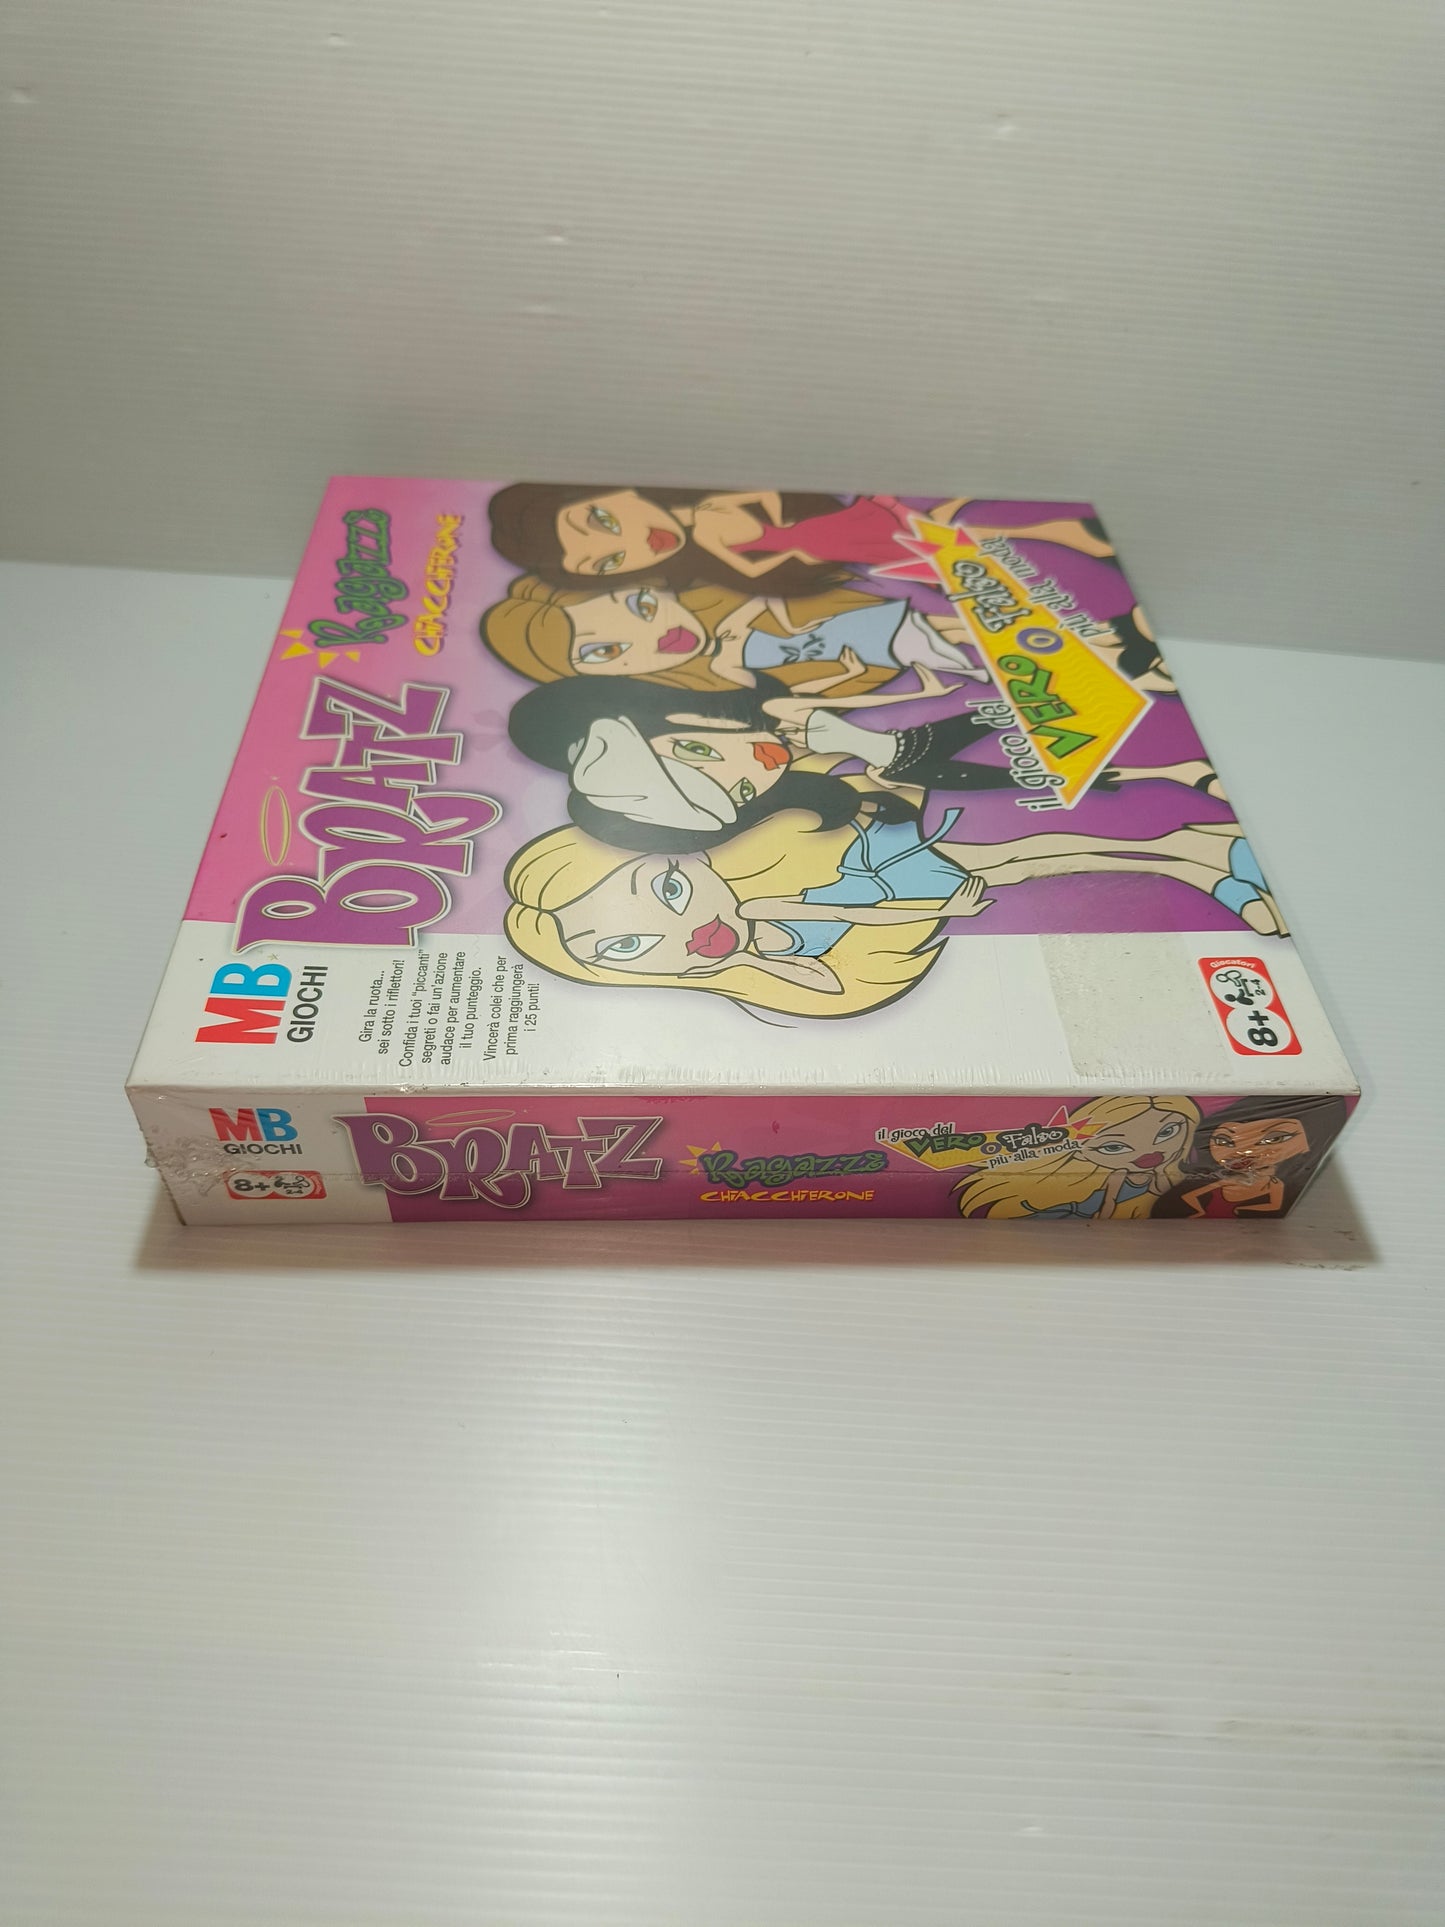 MB
GIOCHI
BRATZ
Ragazze
CHIACCHIERONE
Gira la ruota...
sei sotto i riflettori!
Confida i tuoi "piccanti"
segreti o fai un'azione
audace per aumentare
il tuo punteggio.
Vincerà colei che per
prima raggiungerà
i 25 punti!
il gioco del
VERO o Falso
più alla moda
Giocatori
8+
2-4
MB
GIOCHI
8+
2-4
BRATZ
Ragazze
CHIACCHIERONE
il gioco del
VERO o Falso
più alla moda